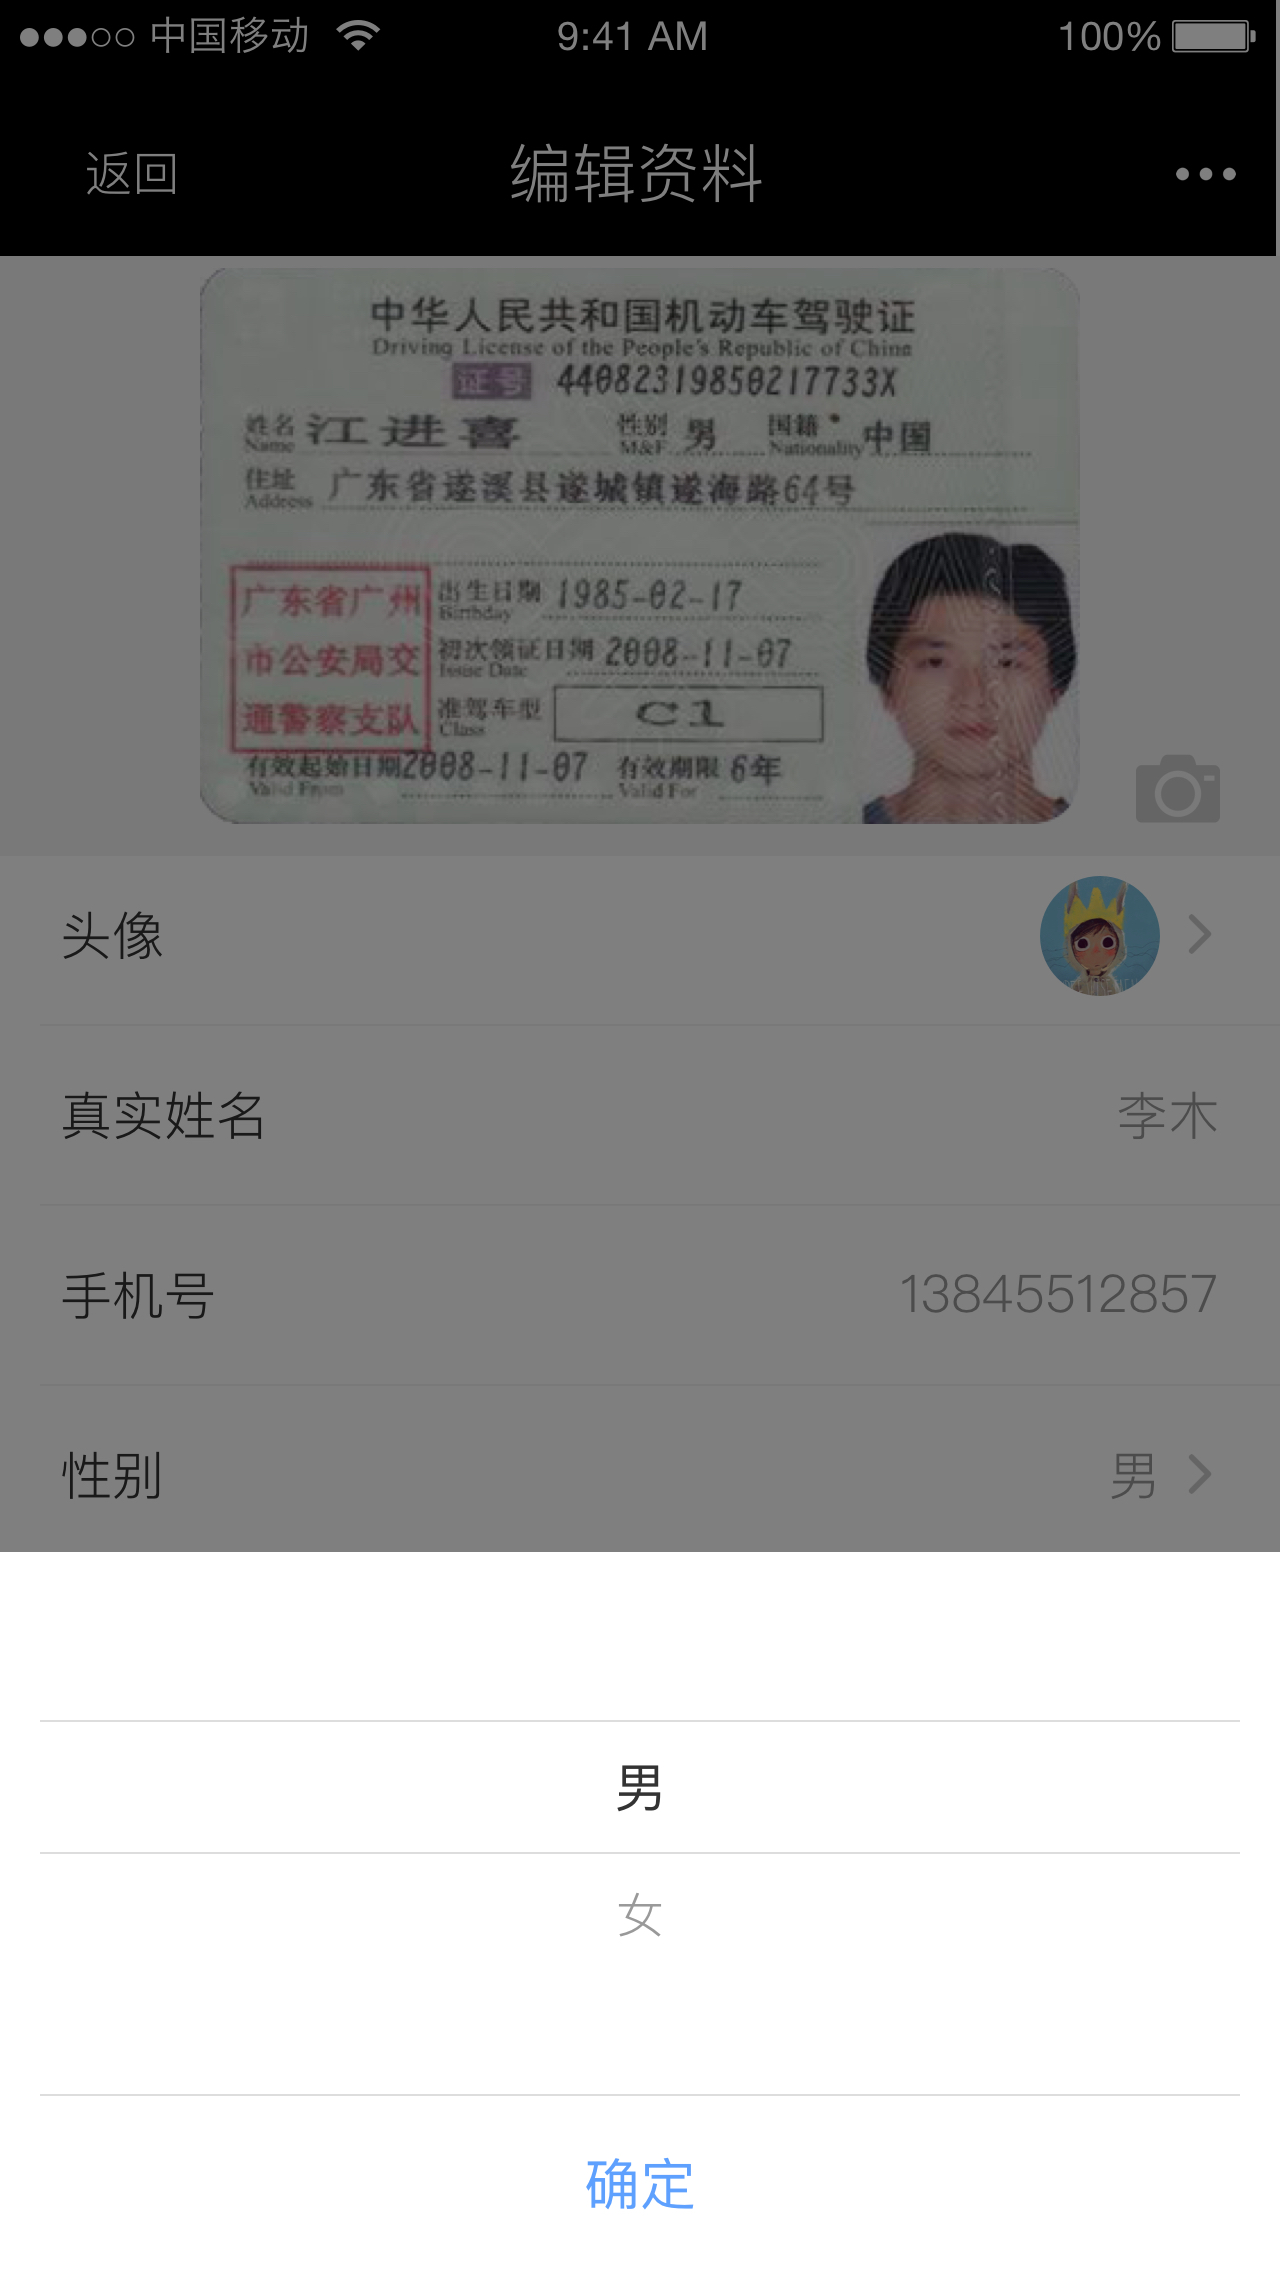 中国移动 9:41 AM 100%
返回 编辑资料
中华人民共和国机动车驾驶证
Driving License of the People's Republic of China
证号 44082319850217733X
姓名 江进喜 性别 男 国籍 中国
Name M&F Nationality
住址 广东省遂溪县遂城镇遂海路64号
Address
广东省广州 出生日期 1985-02-17
Birthday
市公安局交 初次领证日期 2008-11-07
Issue Date
通警察支队 准驾车型 C1
Class
有效起始日期 2008-11-07 有效期限 6年
Valid From Valid For
头像
真实姓名 李木
手机号 13845512857
性别 男
男
女
确定